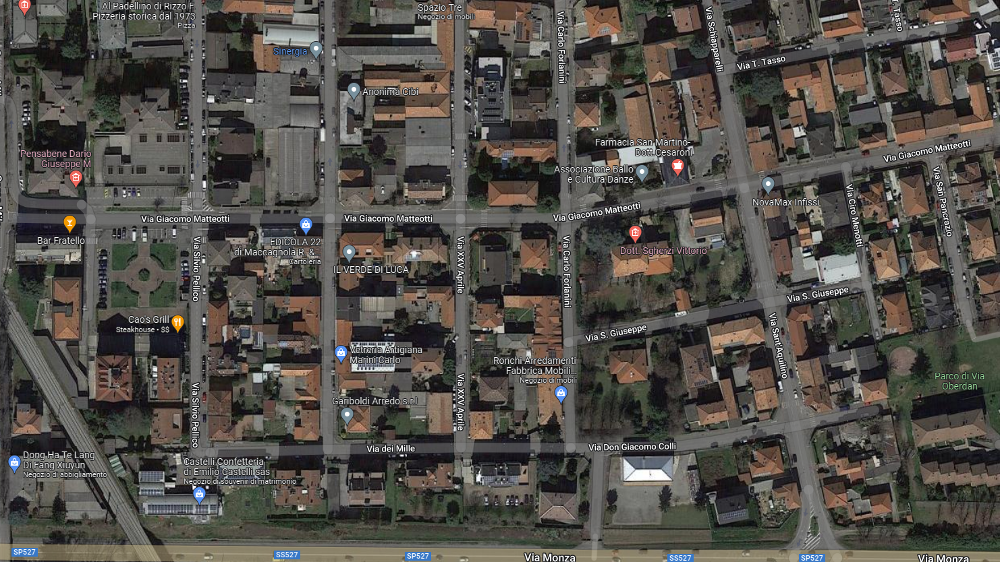 Al Padellino di Rizzo F.
Pizzeria storica dal 1973
Pizza
Spazio Tre
Negozio di mobili
Via Carlo Forlanini
Via Schiapparelli
T. Tasso
Via T. Tasso
Sinergia
Anonima Cibi
Pensabene Dario
Giuseppe M
Farmacia San Martino-
Dott.Cesaroni
Associazione Ballo
e Cultura Danze
Via Giacomo Matteotti
Via San Pancrazio
Via Ciro Menotti
NovaMax Infissi
Via Giacomo Matteotti
Via Giacomo Matteotti
Via Giacomo Matteotti
Bar Fratello
EDICOLA 22
di Maccagnola R. &...
Cartoleria
IL VERDE DI LUCA
Dott. Sgherzi Vittorio
Via Silvio Pellico
Via XXV Aprile
Via Carlo Forlanini
Via S. Giuseppe
Via S. Giuseppe
Cao's Grill
Steakhouse • $$
Via Sant'Aquilino
Vetreria Artigiana
Marini Carlo
Ronchi Arredamenti
Fabbrica Mobili...
Negozio di mobili
Parco di Via
Oberdan
Via Silvio Pellico
Via XXV Aprile
Gariboldi Arredo s.r.l
Via dei Mille
Via Don Giacomo Colli
Dong Ha Te Lang
Di Fang Xiuyun
Negozio di abbigliamento
Castelli Confetteria
di Emilio Castelli sas
Negozio di souvenir di matrimonio
SP527
SS527
SP527
Via Monza
SS527
SP527
Via Monza